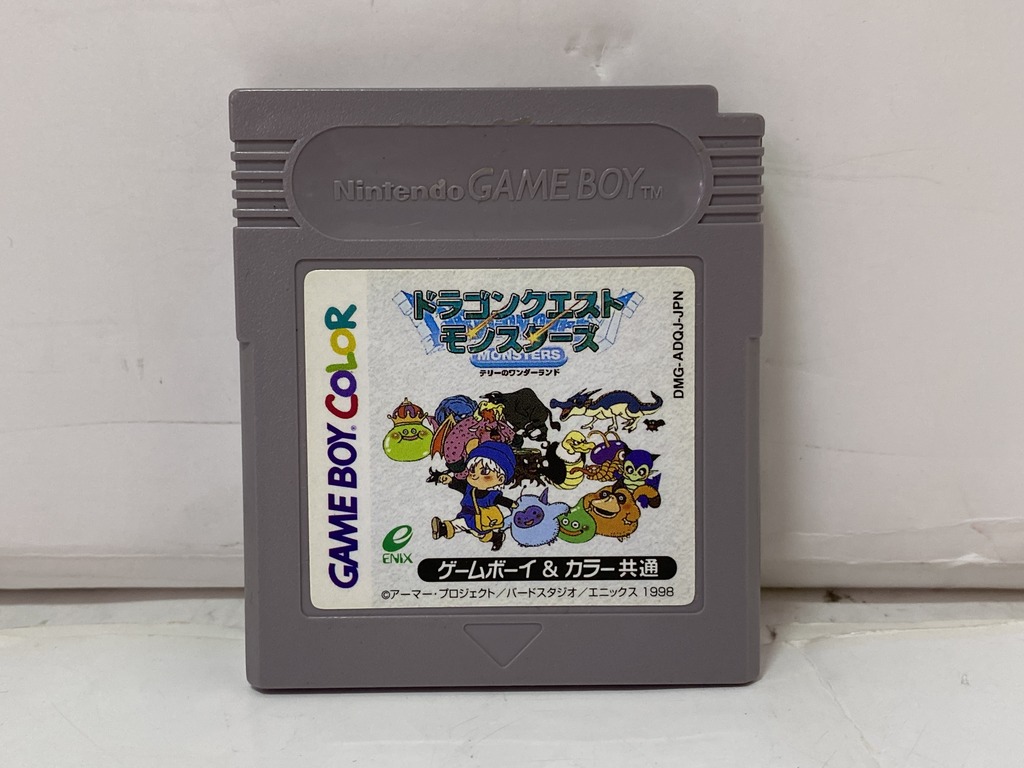 Nintendo GAME BOY TM
GAME BOY COLOR
ドラゴンクエスト
モンスターズ
MONSTERS
テリーのワンダーランド
DMG-ADQJ-JPN
ENIX
ゲームボーイ & カラー共通
©アーマー・プロジェクト/バードスタジオ/エニックス 1998